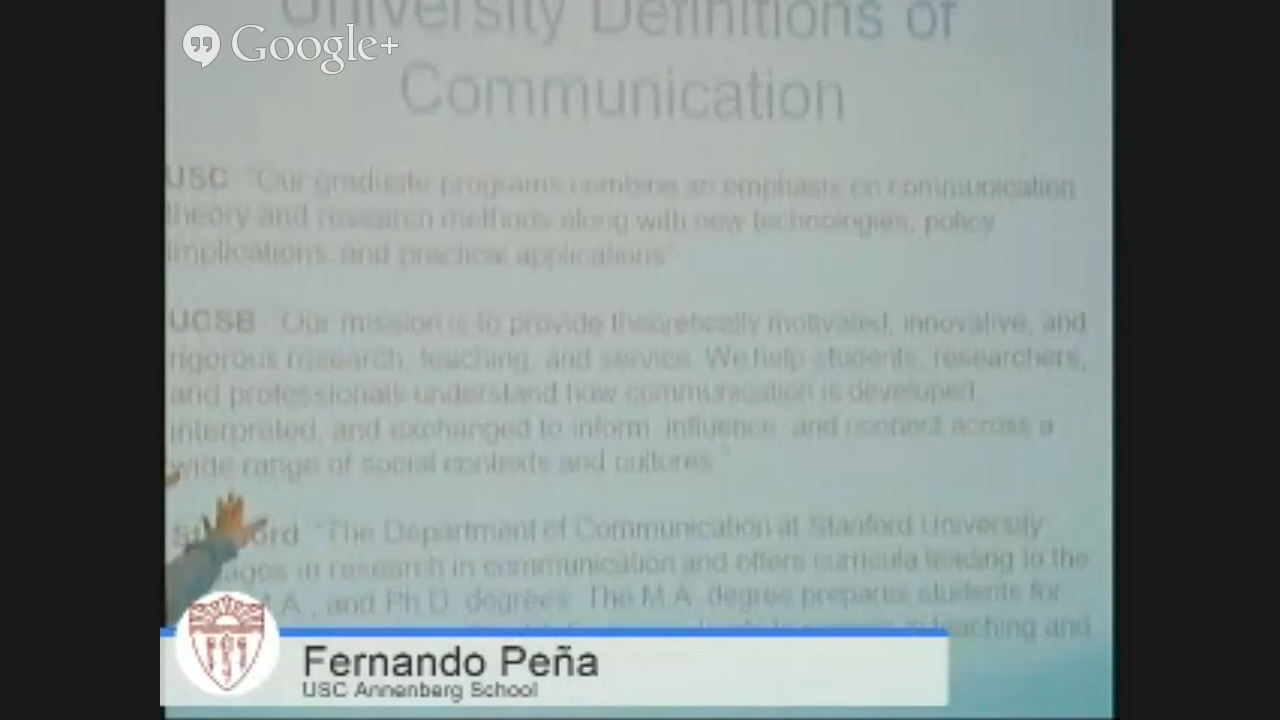 University Definitions of
Google+
Communication
USC "Our graduate programs combine an emphasis on communication
theory and research methods along with new technologies, policy
implications, and practical applications"
UCSB "Our mission is to provide theoretically motivated, innovative, and
rigorous research, teaching, and service. We help students, researchers,
and professionals understand how communication is developed,
interpreted, and exchanged to inform, influence, and connect across a
wide range of social contexts and cultures."
"The Department of Communication at Stanford University
in research in communication and offers curricula leading to the
M.A., and Ph.D. degrees. The M.A. degree prepares students for
teaching and
Fernando Peña
USC Annenberg School